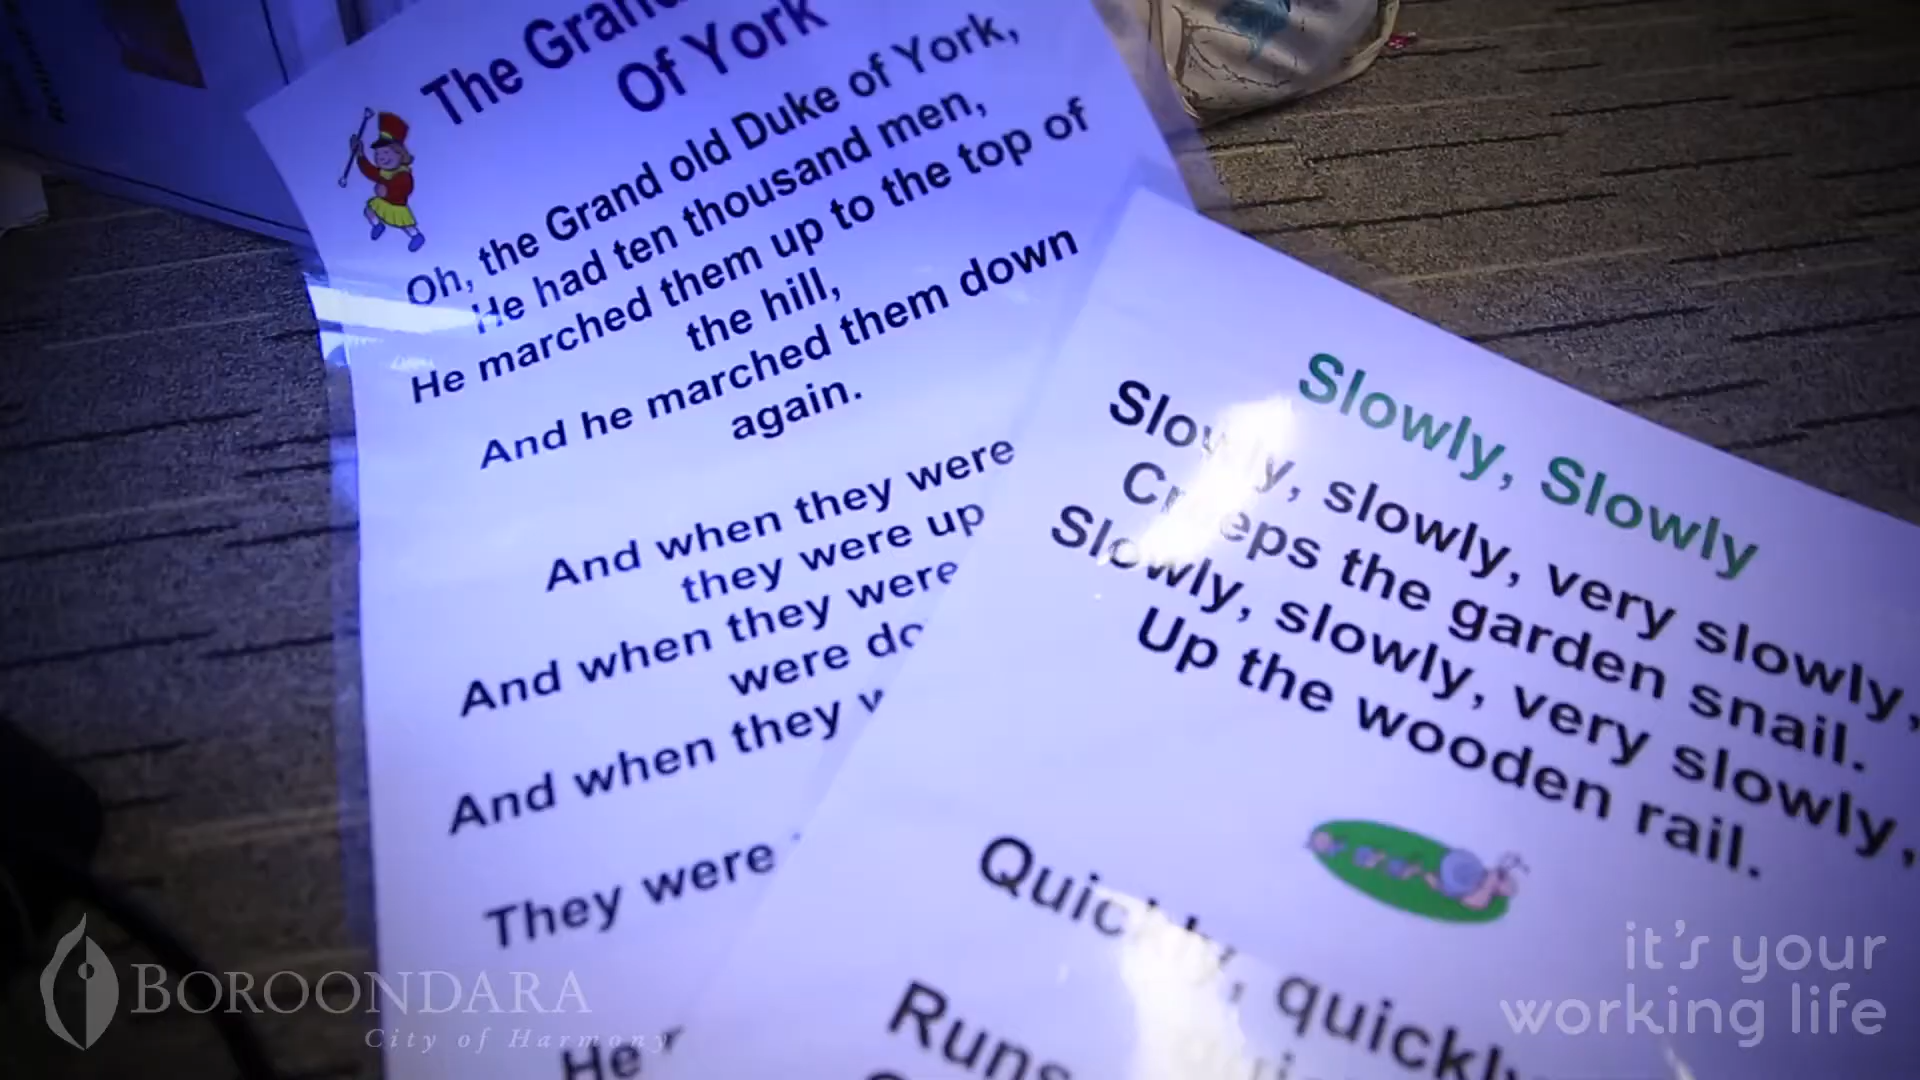 The Grand
Of York
Oh, the Grand old Duke of York,
He had ten thousand men,
He marched them up to the top of
the hill,
And he marched them down
again.
And when they were
they were up
And when they were
were
And when they
They were
He
Slowly, Slowly
Slowly, slowly, very slowly,
Creeps the garden snail.
Slowly, slowly, very slowly,
Up the wooden rail.
Quickly, quickly
Runs
BOROONDARA
City of Harmony
it's your
working life